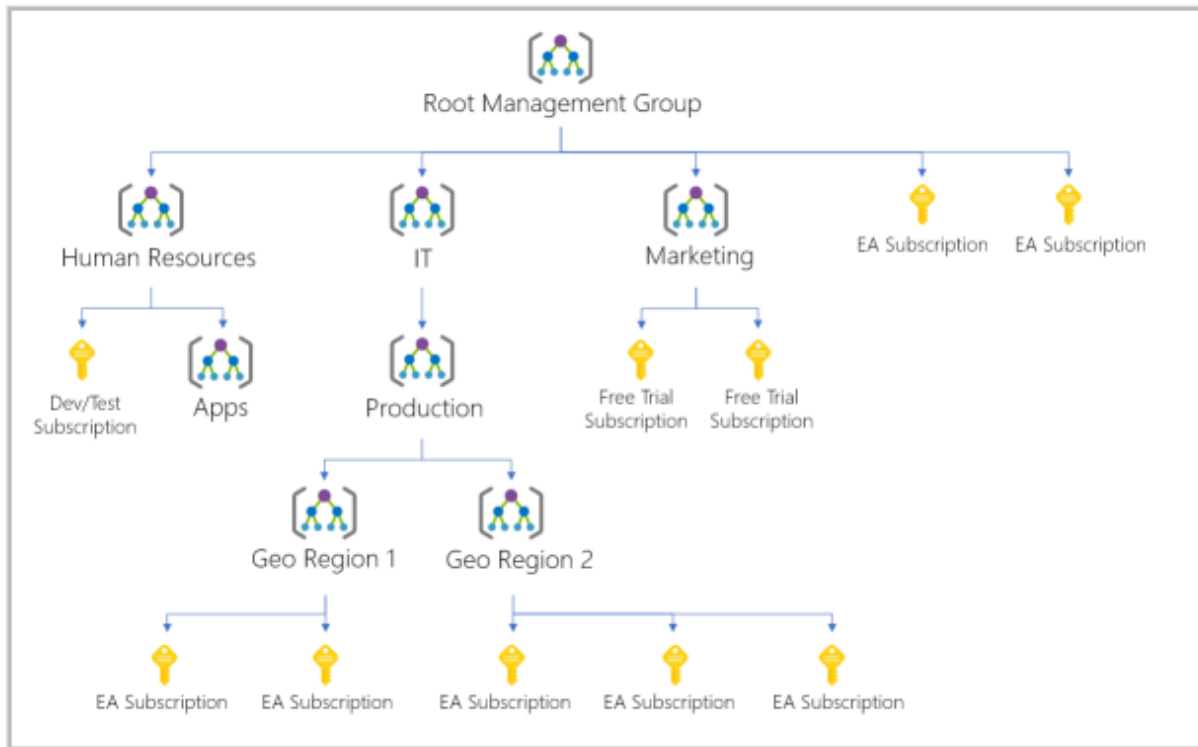 Root Management Group
Human Resources
IT
Marketing
EA Subscription
EA Subscription
Dev/Test
Subscription
Apps
Production
Free Trial
Subscription
Free Trial
Subscription
Geo Region 1
Geo Region 2
EA Subscription
EA Subscription
EA Subscription
EA Subscription
EA Subscription